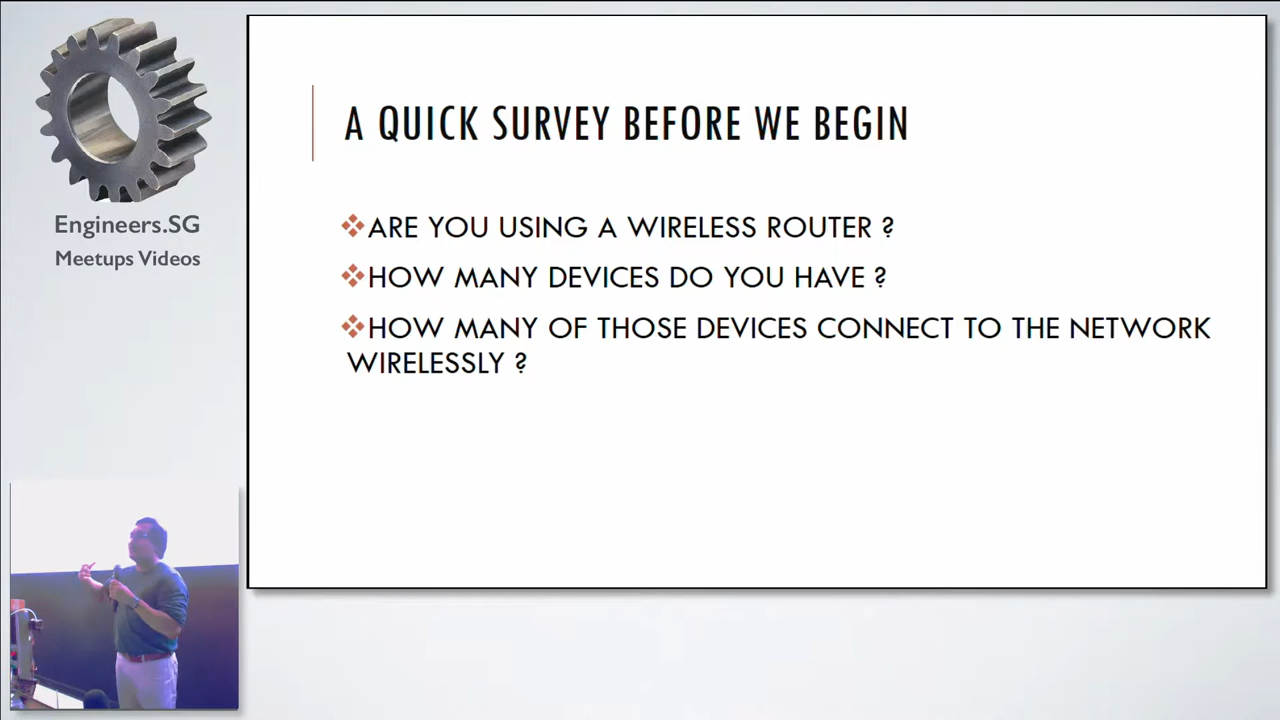 Engineers.SG
Meetups Videos
A QUICK SURVEY BEFORE WE BEGIN
❖ARE YOU USING A WIRELESS ROUTER ?
❖HOW MANY DEVICES DO YOU HAVE ?
❖HOW MANY OF THOSE DEVICES CONNECT TO THE NETWORK
WIRELESSLY ?